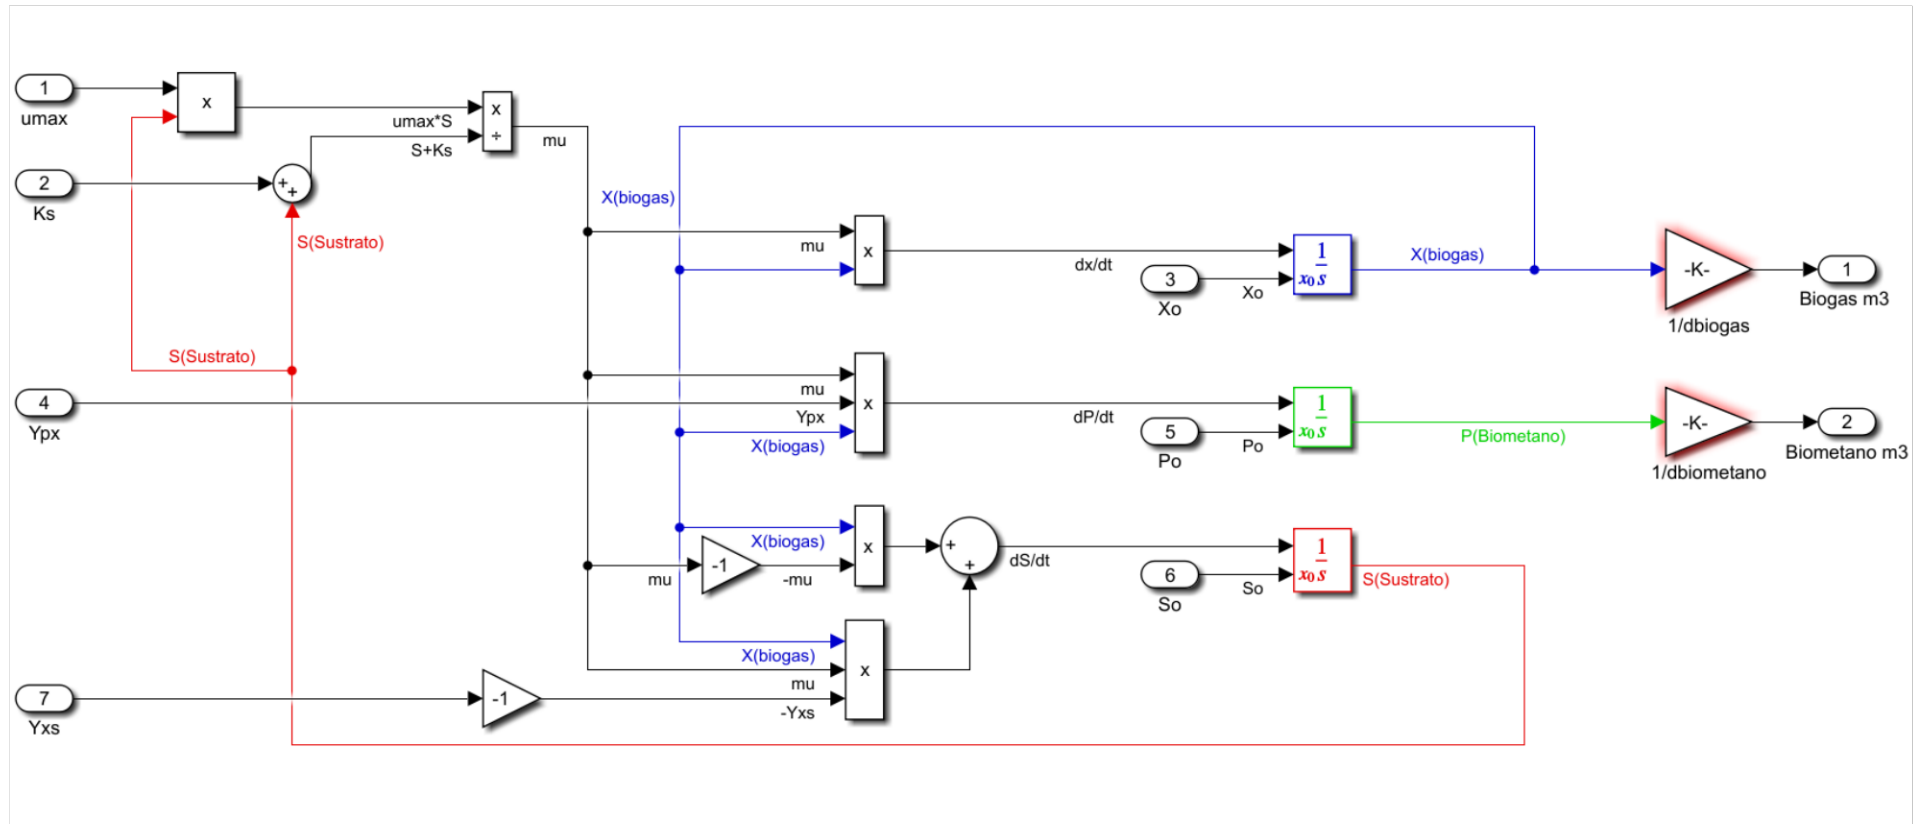 1
umax
x
umax*S
S+Ks
x
÷
mu
2
Ks
+
+
S(Sustrato)
S(Sustrato)
X(biogas)
mu
x
dx/dt
3
Xo
Xo
1
x₀ s
X(biogas)
-K-
1/dbiogas
1
Biogas m3
4
Ypx
mu
Ypx
X(biogas)
x
dP/dt
5
Po
Po
1
x₀ s
P(Biometano)
-K-
1/dbiometano
2
Biometano m3
X(biogas)
mu
-1
-mu
x
+
+
dS/dt
6
So
So
1
x₀ s
S(Sustrato)
7
Yxs
-1
X(biogas)
mu
-Yxs
x